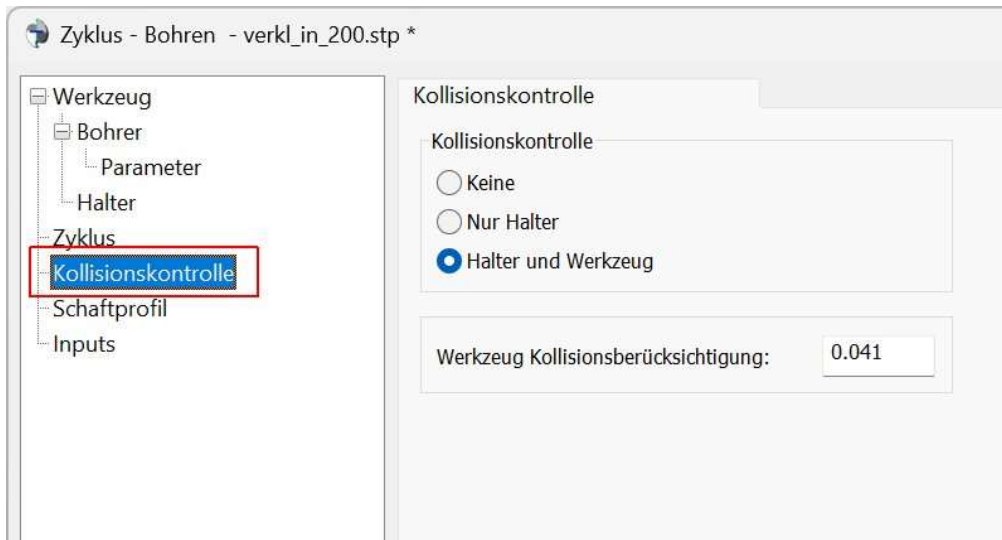 Zyklus - Bohren - verkl_in_200.stp *
Werkzeug
Bohrer
Parameter
Halter
Zyklus
Kollisionskontrolle
Schaftprofil
Inputs
Kollisionskontrolle
Kollisionskontrolle
Keine
Nur Halter
Halter und Werkzeug
Werkzeug Kollisionsberücksichtigung: 0.041